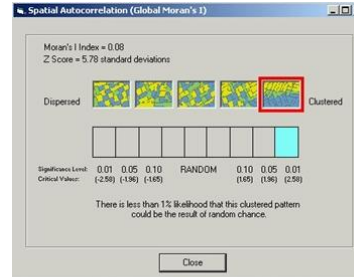 Spatial Autocorrelation (Global Moran's I)
Moran's I Index = 0.08
Z Score = 5.78 standard deviations
Dispersed
Clustered
Significance Level: 0.01 0.05 0.10 RANDOM 0.10 0.05 0.01
Critical Values: (-2.58) (-1.96) (-1.65) (1.65) (1.96) (2.58)
There is less than 1% likelihood that this clustered pattern
could be the result of random chance.
Close